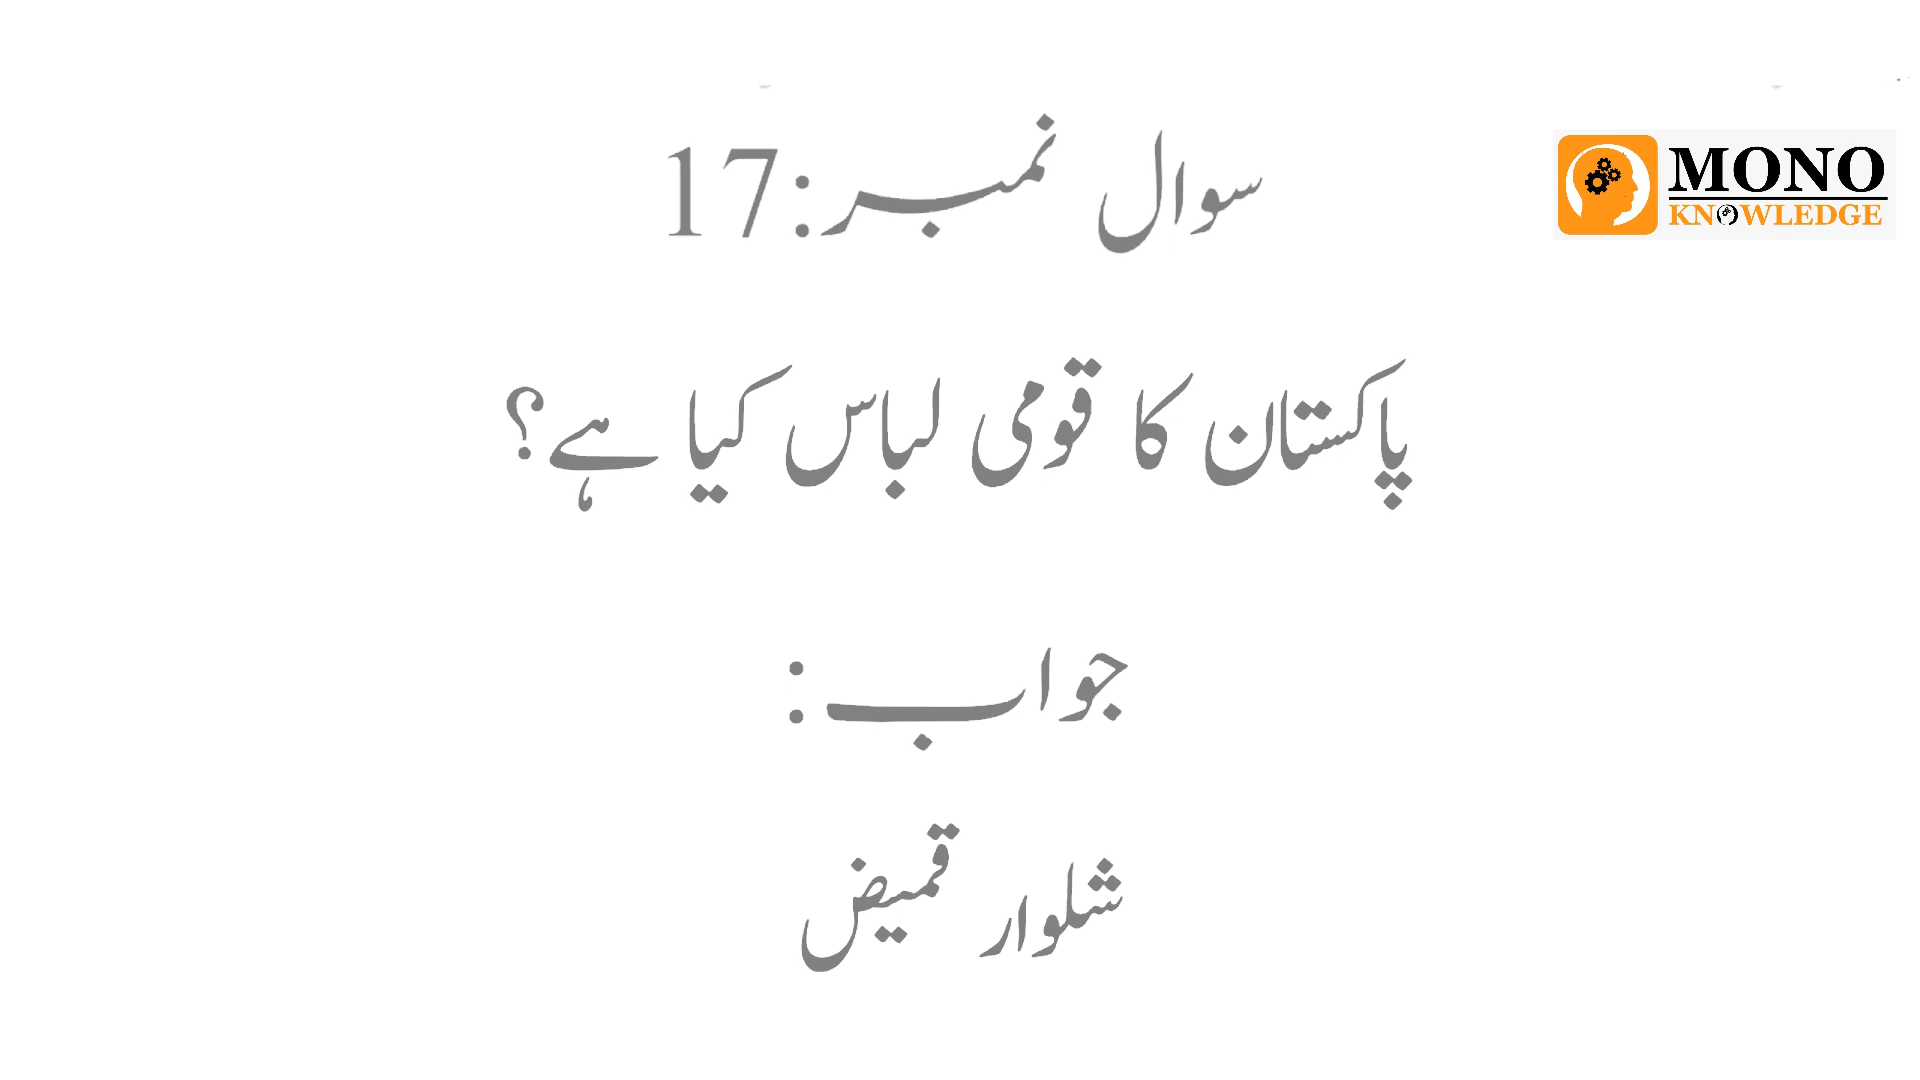 سوال نمبر:17
MONO
KNOWLEDGE
پاکستان کا قومی لباس کیا ہے؟
جواب:
شلوار قمیض